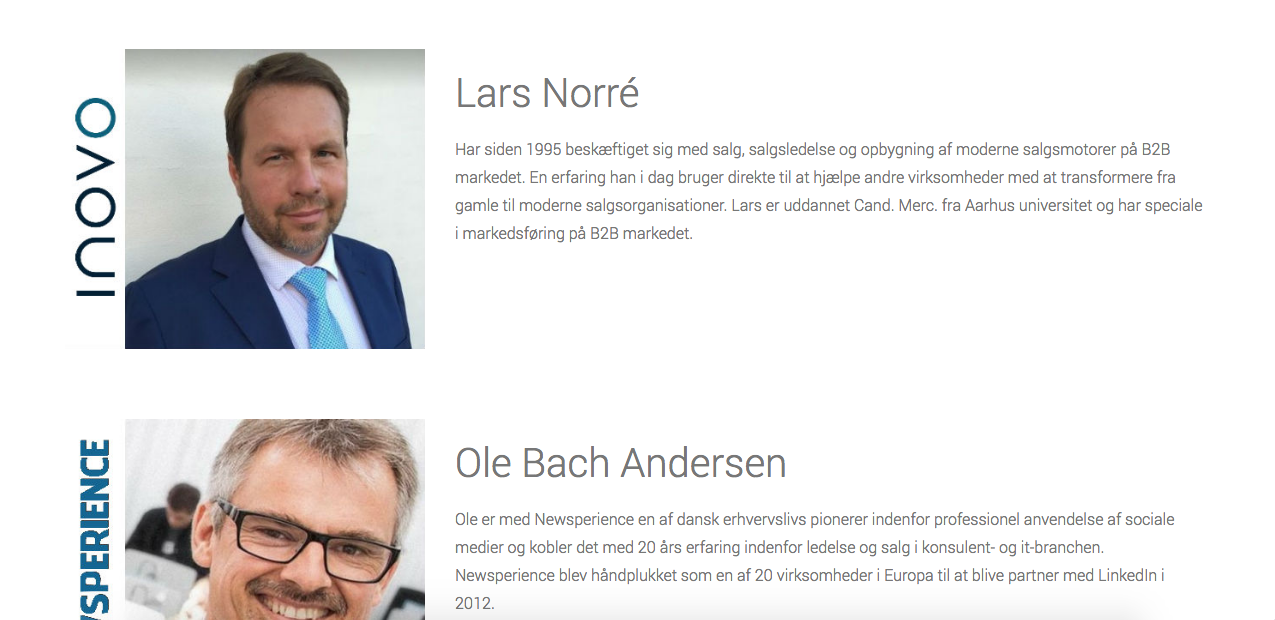 INOVO
Lars Norré
Har siden 1995 beskæftiget sig med salg, salgsledelse og opbygning af moderne salgsmotorer på B2B
markedet. En erfaring han i dag bruger direkte til at hjælpe andre virksomheder med at transformere fra
gamle til moderne salgsorganisationer. Lars er uddannet Cand. Merc. fra Aarhus universitet og har speciale
i markedsføring på B2B markedet.
WSPERIENCE
Ole Bach Andersen
Ole er med Newsperience en af dansk erhvervslivs pionerer indenfor professionel anvendelse af sociale
medier og kobler det med 20 års erfaring indenfor ledelse og salg i konsulent- og it-branchen.
Newsperience blev håndplukket som en af 20 virksomheder i Europa til at blive partner med LinkedIn i
2012.